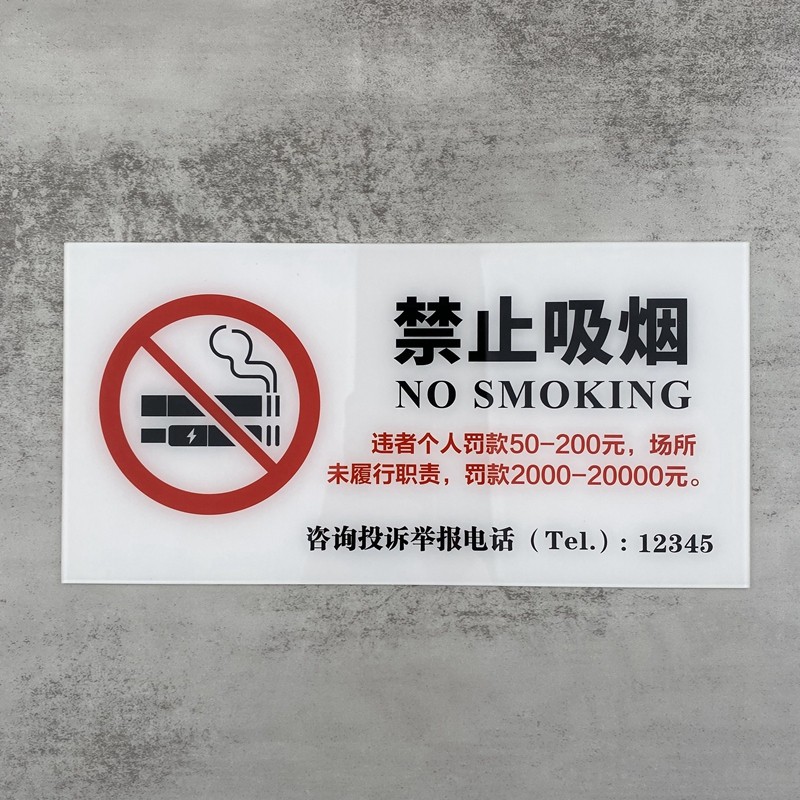 禁止吸烟
NO SMOKING
违者个人罚款50-200元，场所
未履行职责，罚款2000-20000元。
咨询投诉举报电话（Tel.）: 12345